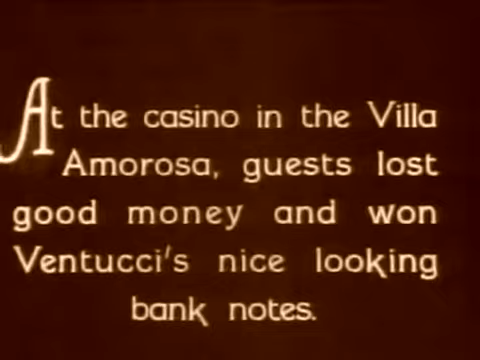 At the casino in the Villa
Amorosa, guests lost
good money and won
Ventucci's nice looking
bank notes.